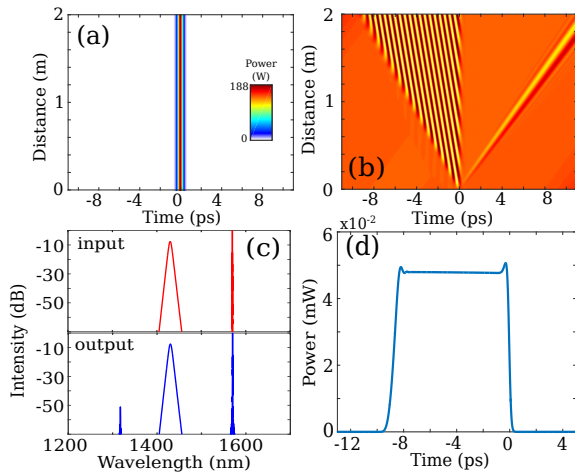 (a)
Power
(W)
188
0
Distance (m)
0
1
2
-8
-4
0
4
8
Time (ps)
(b)
Distance (m)
0
1
2
-8
-4
0
4
8
Time (ps)
(c)
input
output
Intensity (dB)
-10
-30
-50
-10
-30
-50
1200
1400
1600
Wavelength (nm)
x10-2
(d)
Power (mW)
0
2
4
6
-12
-8
-4
0
4
Time (ps)